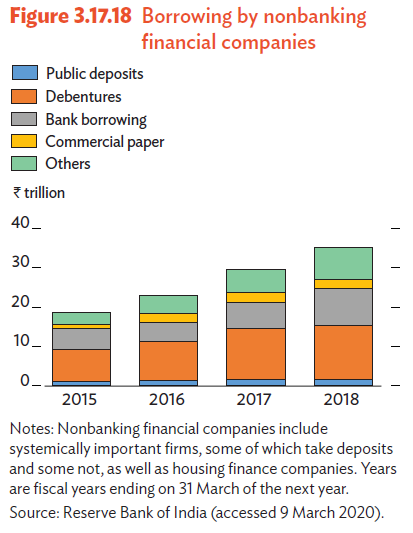 Figure 3.17.18 Borrowing by nonbanking
financial companies
Public deposits
Debentures
Bank borrowing
Commercial paper
Others
₹ trillion
40
30
20
10
0
2015 2016 2017 2018
Notes: Nonbanking financial companies include
systemically important firms, some of which take deposits
and some not, as well as housing finance companies. Years
are fiscal years ending on 31 March of the next year.
Source: Reserve Bank of India (accessed 9 March 2020).